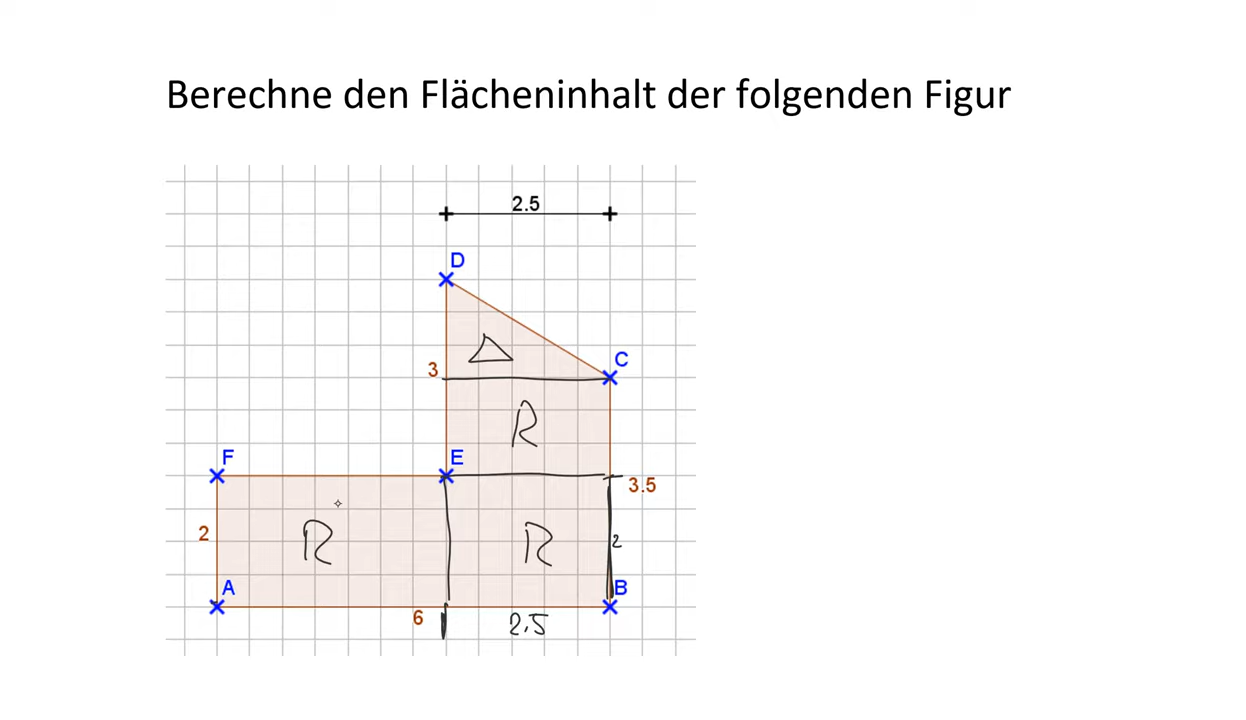 Berechne den Flächeninhalt der folgenden Figur
2.5
D
C
3
R
F
E
3.5
2
R
R
2
A
B
6
2.5